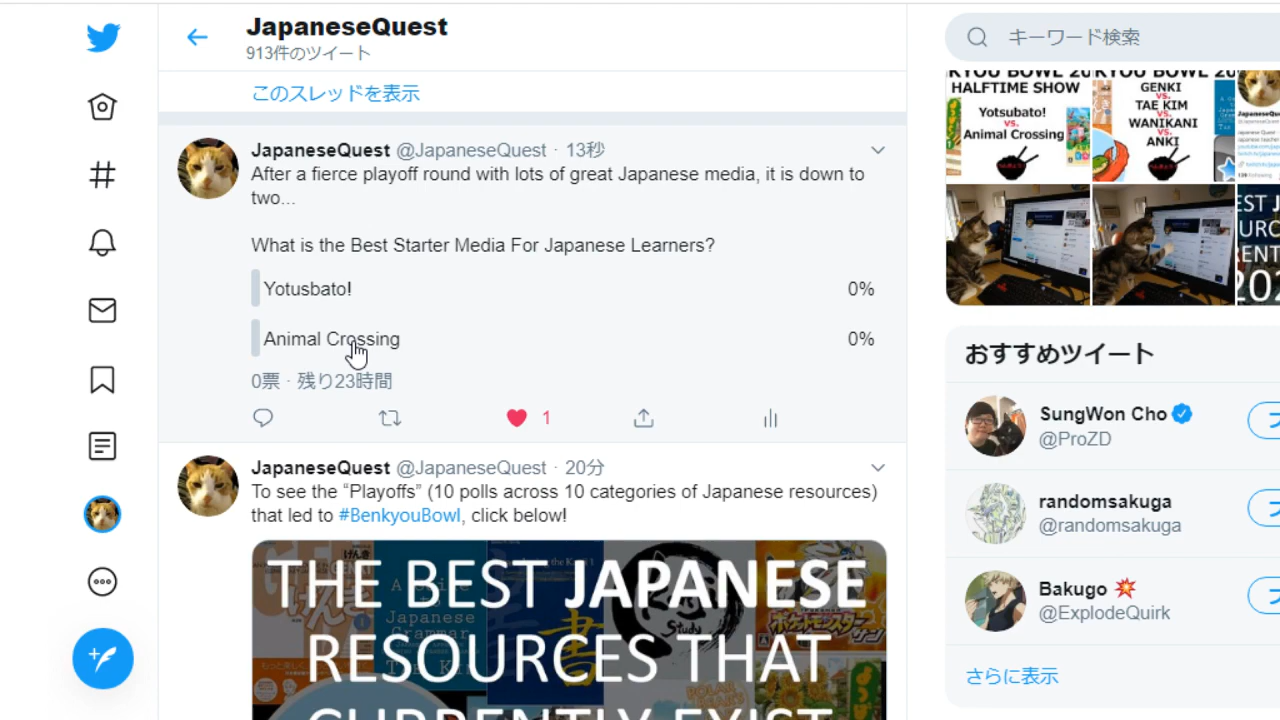 JapaneseQuest
913件のツイート
このスレッドを表示
JapaneseQuest @JapaneseQuest · 13秒
After a fierce playoff round with lots of great Japanese media, it is down to
two...
What is the Best Starter Media For Japanese Learners?
Yotusbato!
0%
Animal Crossing
0%
0票 · 残り23時間
1
JapaneseQuest @JapaneseQuest · 20分
To see the “Playoffs” (10 polls across 10 categories of Japanese resources)
that led to #BenkyouBowl, click below!
THE BEST JAPANESE
RESOURCES THAT
CURRENTLY EXIST
キーワード検索
HALFTIME SHOW
Yotsubato!
vs.
Animal Crossing
GENKI
vs.
TAE KIM
vs.
WANIKANI
vs.
ANKI
おすすめツイート
SungWon Cho
@ProZD
randomsakuga
@randomsakuga
Bakugo
@ExplodeQuirk
さらに表示